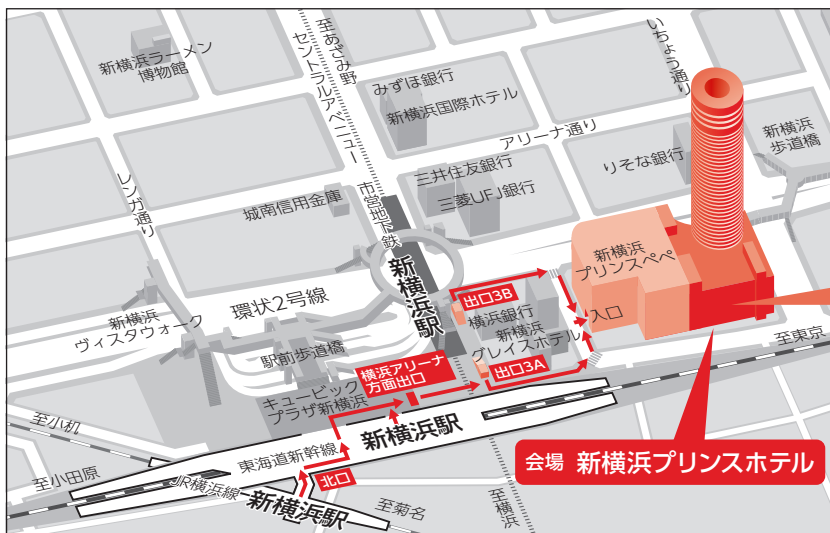 新横浜ラーメン
博物館
至あざみ野
セントラルアベニュー
みずほ銀行
新横浜国際ホテル
いちょう通り
アリーナ通り
新横浜
歩道橋
りそな銀行
三井住友銀行
三菱UFJ銀行
レンガ通り
城南信用金庫
市営地下鉄
新横浜駅
新横浜
プリンスペペ
環状2号線
新横浜
ヴィスタウォーク
駅前歩道橋
出口3B
横浜銀行
新横浜
グレイスホテル
入口
至東京
横浜アリーナ
方面出口
出口3A
キュービック
プラザ新横浜
至小机
新横浜駅
東海道新幹線
至小田原
JR横浜線
北口
新横浜駅
至菊名
至横浜
会場 新横浜プリンスホテル